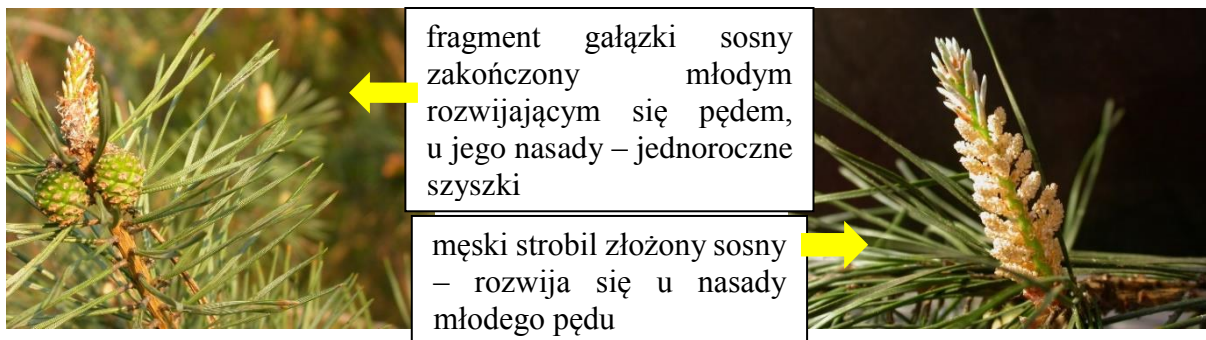 fragment gałązki sosny
zakończony młodym
rozwijającym się pędem,
u jego nasady – jednoroczne
szyszki
męski strobil złożony sosny
– rozwija się u nasady
młodego pędu